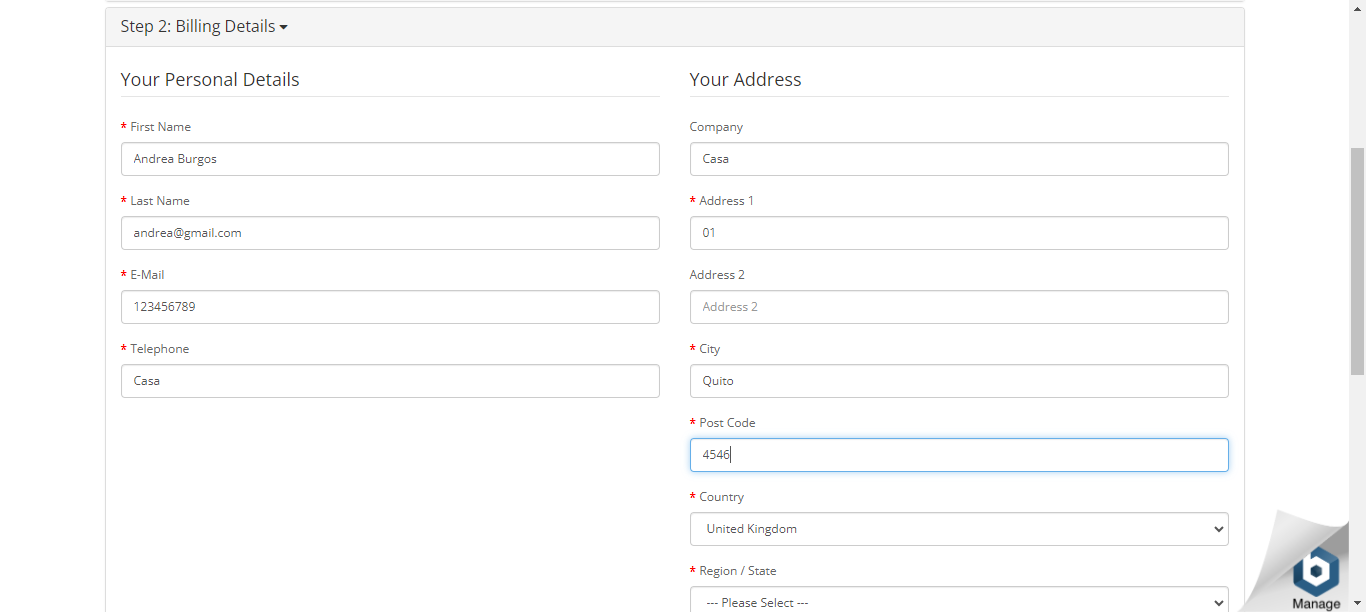 Step 2: Billing Details
Your Personal Details
* First Name
Andrea Burgos
* Last Name
andrea@gmail.com
* E-Mail
123456789
* Telephone
Casa
Your Address
Company
Casa
* Address 1
01
Address 2
Address 2
* City
Quito
* Post Code
4546
* Country
United Kingdom
* Region / State
--- Please Select ---
b
Manage